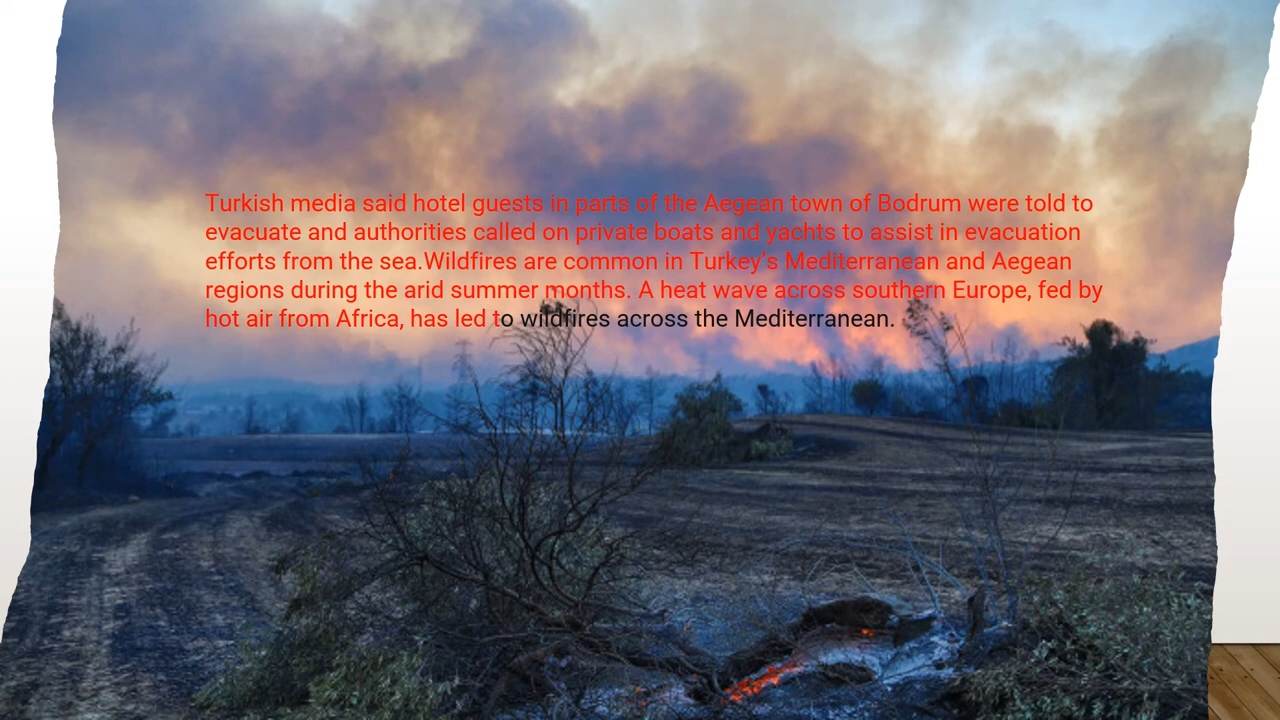 Turkish media said hotel guests in parts of the Aegean town of Bodrum were told to
evacuate and authorities called on private boats and yachts to assist in evacuation
efforts from the sea.Wildfires are common in Turkey's Mediterranean and Aegean
regions during the arid summer months. A heat wave across southern Europe, fed by
hot air from Africa, has led to wildfires across the Mediterranean.